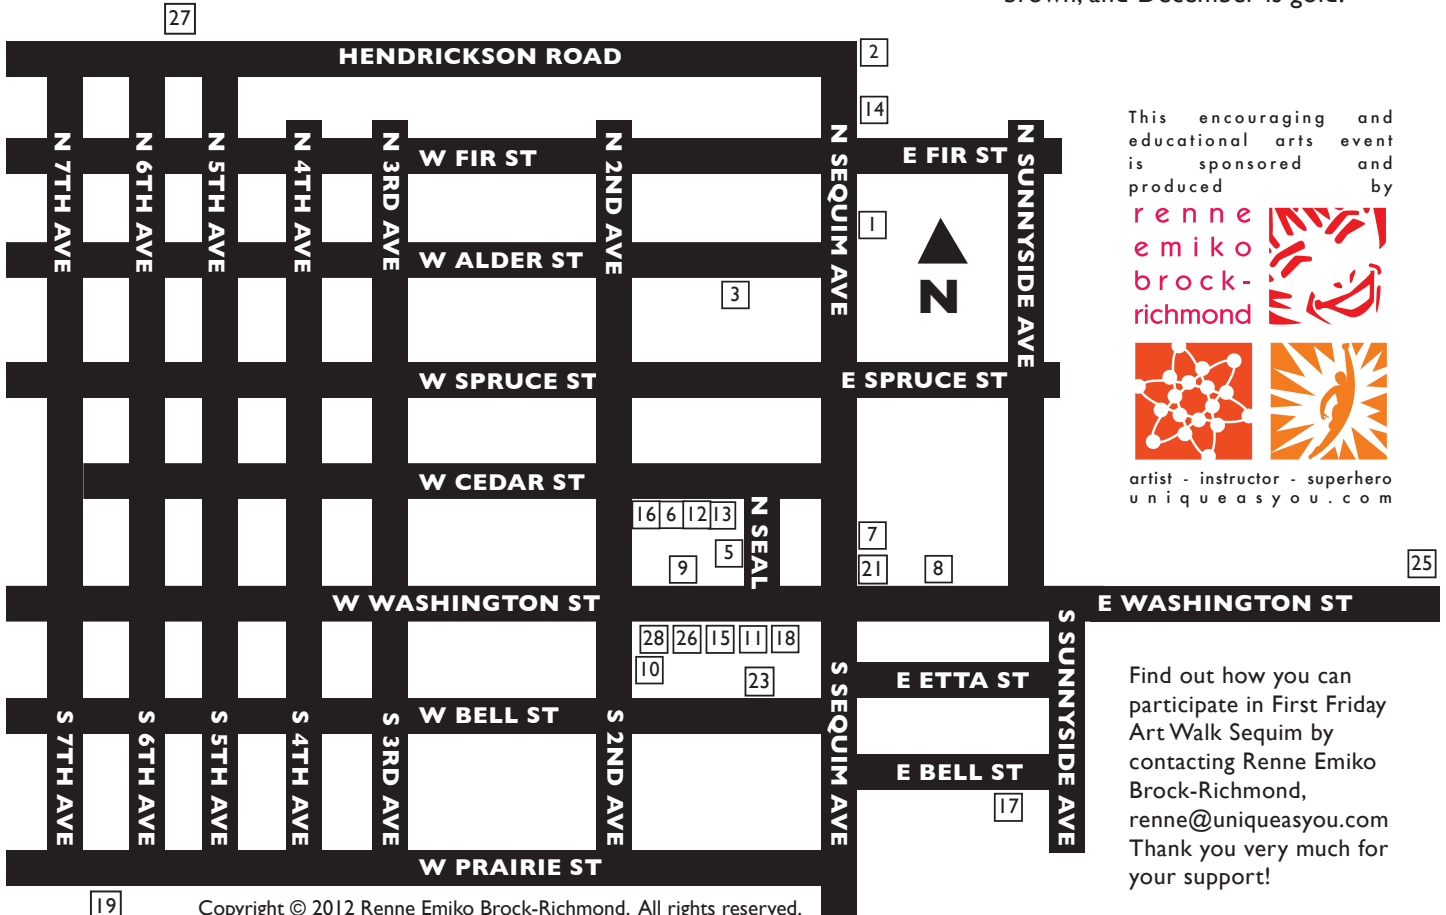 27
HENDRICKSON ROAD
2
14
N 7TH AVE
N 6TH AVE
N 5TH AVE
N 4TH AVE
N 3RD AVE
W FIR ST
N 2ND AVE
N SEQUIM AVE
E FIR ST
N SUNNYSIDE AVE
1
W ALDER ST
3
N
W SPRUCE ST
E SPRUCE ST
W CEDAR ST
16 6 12 13
N SEAL
5
9
7
21
8
25
W WASHINGTON ST
E WASHINGTON ST
28 26 15 11 18
10
23
S SEQUIM AVE
E ETTA ST
S SUNNYSIDE AVE
S 7TH AVE
S 6TH AVE
S 5TH AVE
S 4TH AVE
S 3RD AVE
W BELL ST
S 2ND AVE
E BELL ST
17
W PRAIRIE ST
19
Copyright © 2012 Renne Emiko Brock-Richmond. All rights reserved.
brown, and December is gold.
This encouraging and
educational arts event
is sponsored and
produced by
renne
emiko
brock-
richmond
artist - instructor - superhero
uniqueasyou.com
Find out how you can
participate in First Friday
Art Walk Sequim by
contacting Renne Emiko
Brock-Richmond,
renne@uniqueasyou.com
Thank you very much for
your support!